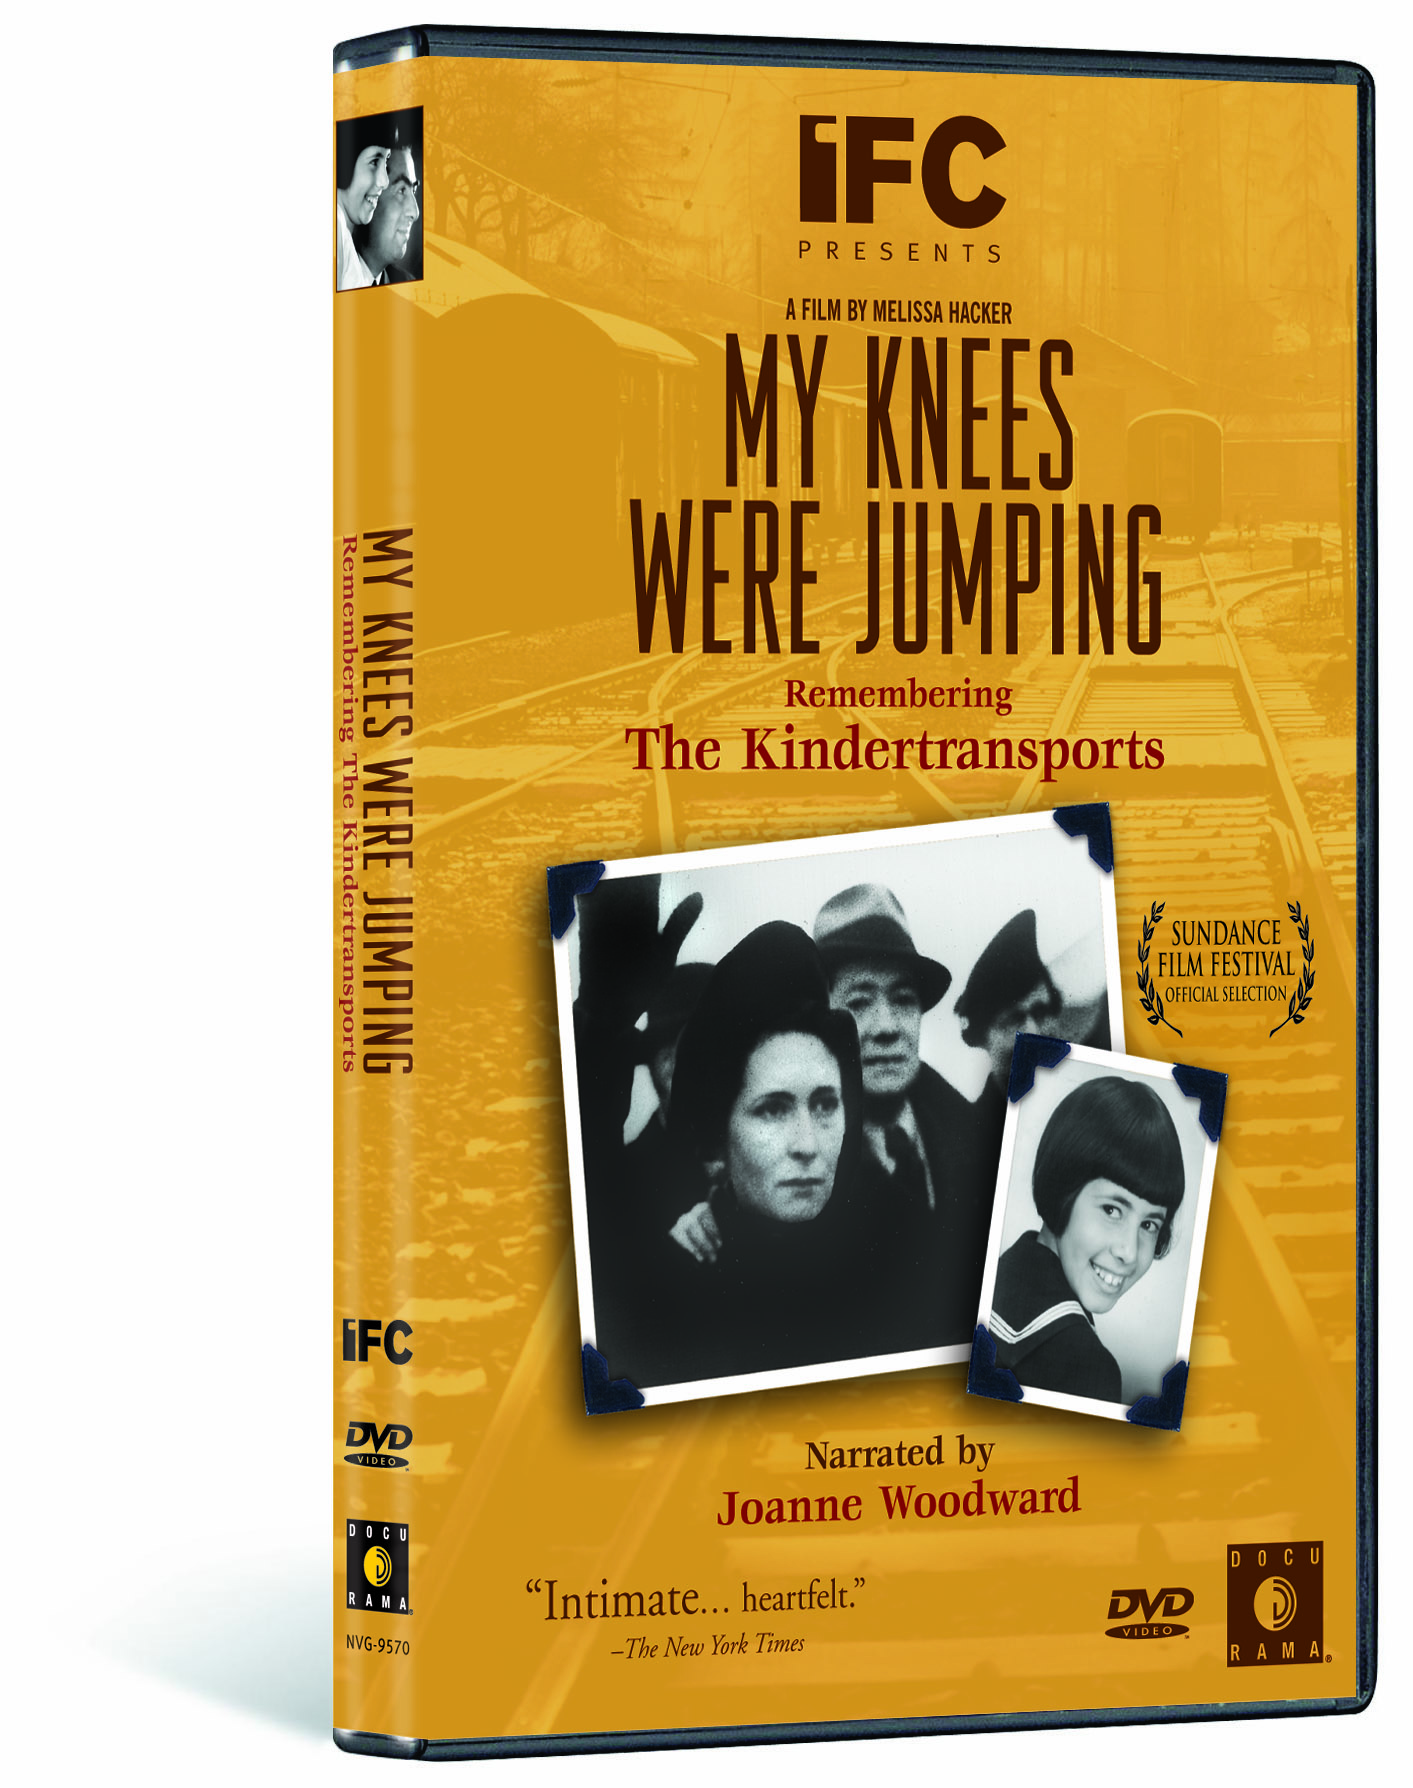 IFC
PRESENTS
A FILM BY MELISSA HACKER
MY KNEES
WERE JUMPING
Remembering
The Kindertransports
SUNDANCE
FILM FESTIVAL
OFFICIAL SELECTION
Narrated by
Joanne Woodward
“Intimate... heartfelt.”
–The New York Times
DVD
VIDEO
DOCU
RAMA®
MY KNEES WERE JUMPING
Remembering The Kindertransports
IFC
DVD
VIDEO
DOCU
RAMA®
NVG-9570